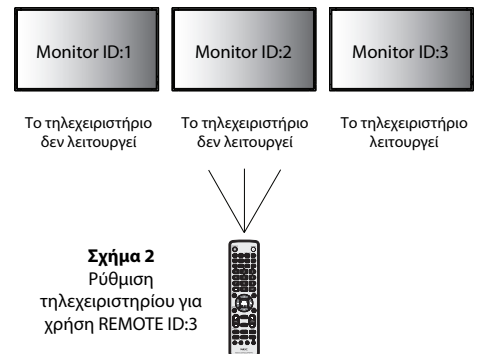 Monitor ID:1
Monitor ID:2
Monitor ID:3
Το τηλεχειριστήριο
δεν λειτουργεί
Το τηλεχειριστήριο
δεν λειτουργεί
Το τηλεχειριστήριο
λειτουργεί
Σχήμα 2
Ρύθμιση
τηλεχειριστηρίου για
χρήση REMOTE ID:3